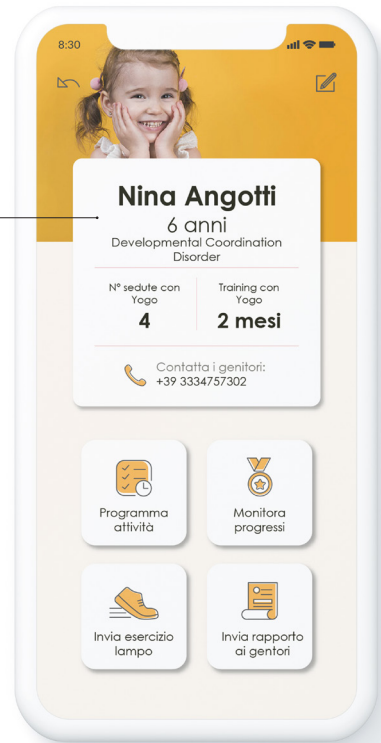 8:30
Nina Angotti
6 anni
Developmental Coordination
Disorder
N° sedute con
Yogo
4
Training con
Yogo
2 mesi
Contatta i genitori:
+39 3334757302
Programma
attività
Monitora
progressi
Invia esercizio
lampo
Invia rapporto
ai gentori